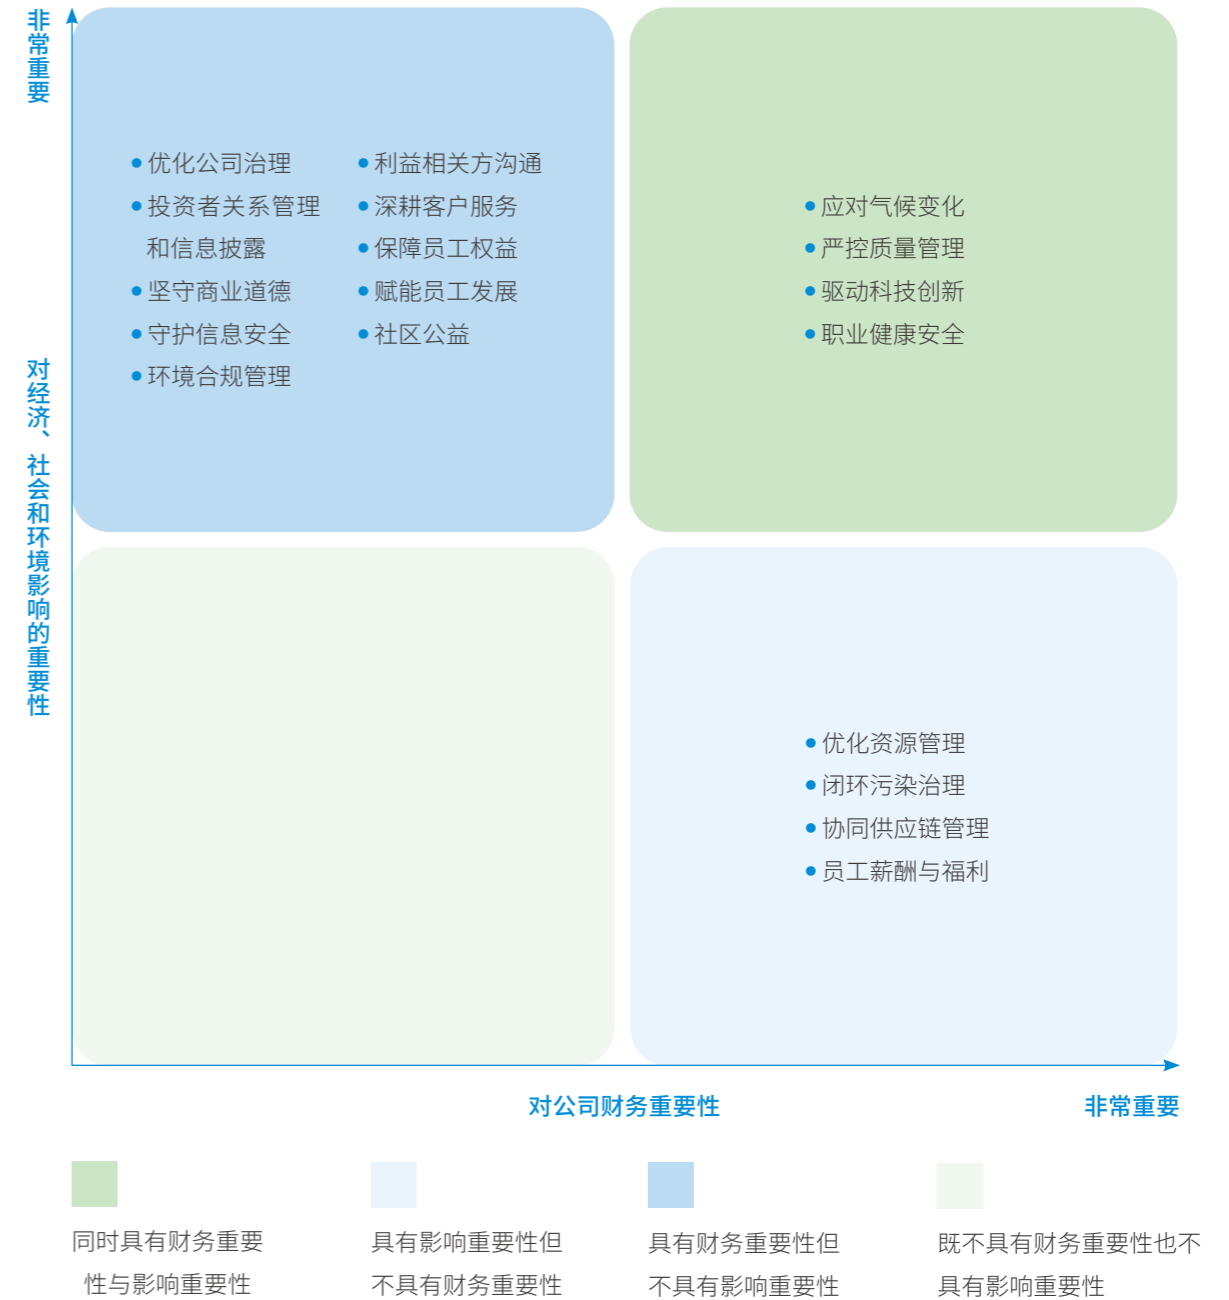 非常重要
对经济、社会和环境影响的重要性
优化公司治理
投资者关系管理
和信息披露
坚守商业道德
守护信息安全
环境合规管理
利益相关方沟通
深耕客户服务
保障员工权益
赋能员工发展
社区公益
应对气候变化
严控质量管理
驱动科技创新
职业健康安全
优化资源管理
闭环污染治理
协同供应链管理
员工薪酬与福利
对公司财务重要性
非常重要
同时具有财务重要
性与影响重要性
具有影响重要性但
不具有财务重要性
具有财务重要性但
不具有影响重要性
既不具有财务重要性也不
具有影响重要性